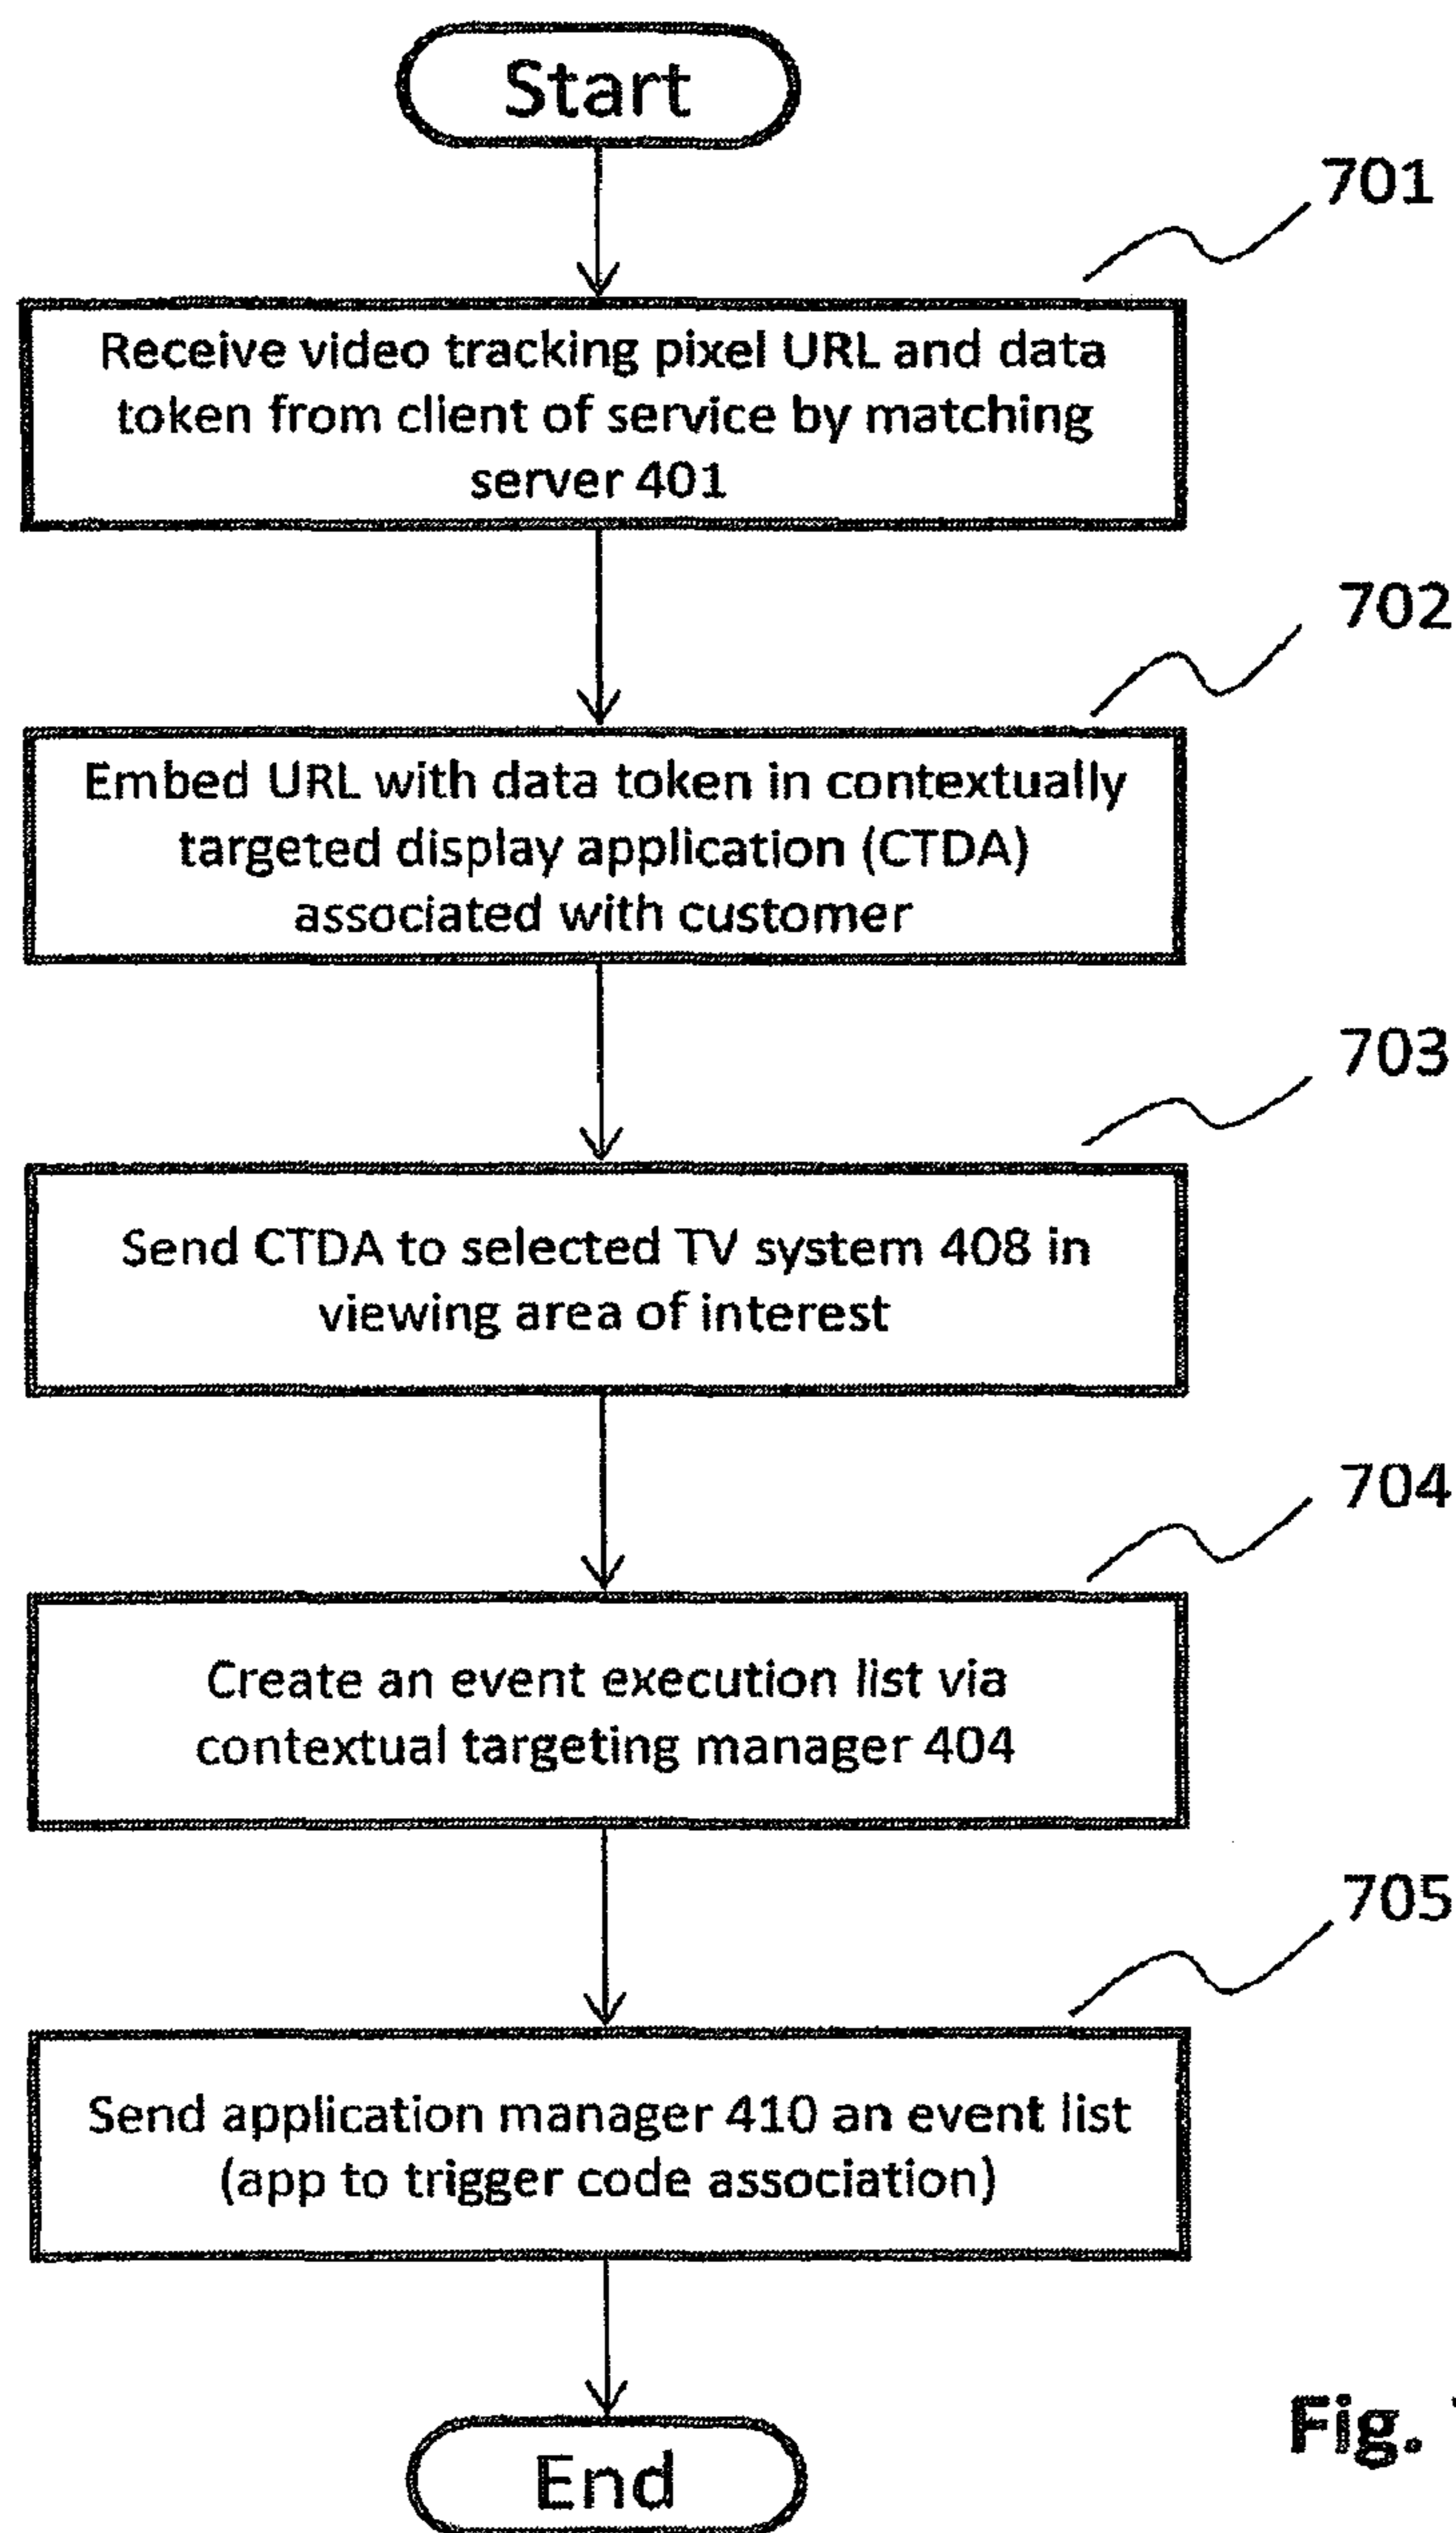 Start
701
Receive video tracking pixel URL and data
token from client of service by matching
server 401
702
Embed URL with data token in contextually
targeted display application (CTDA)
associated with customer
703
Send CTDA to selected TV system 408 in
viewing area of interest
704
Create an event execution list via
contextual targeting manager 404
705
Send application manager 410 an event list
(app to trigger code association)
End
Fig.